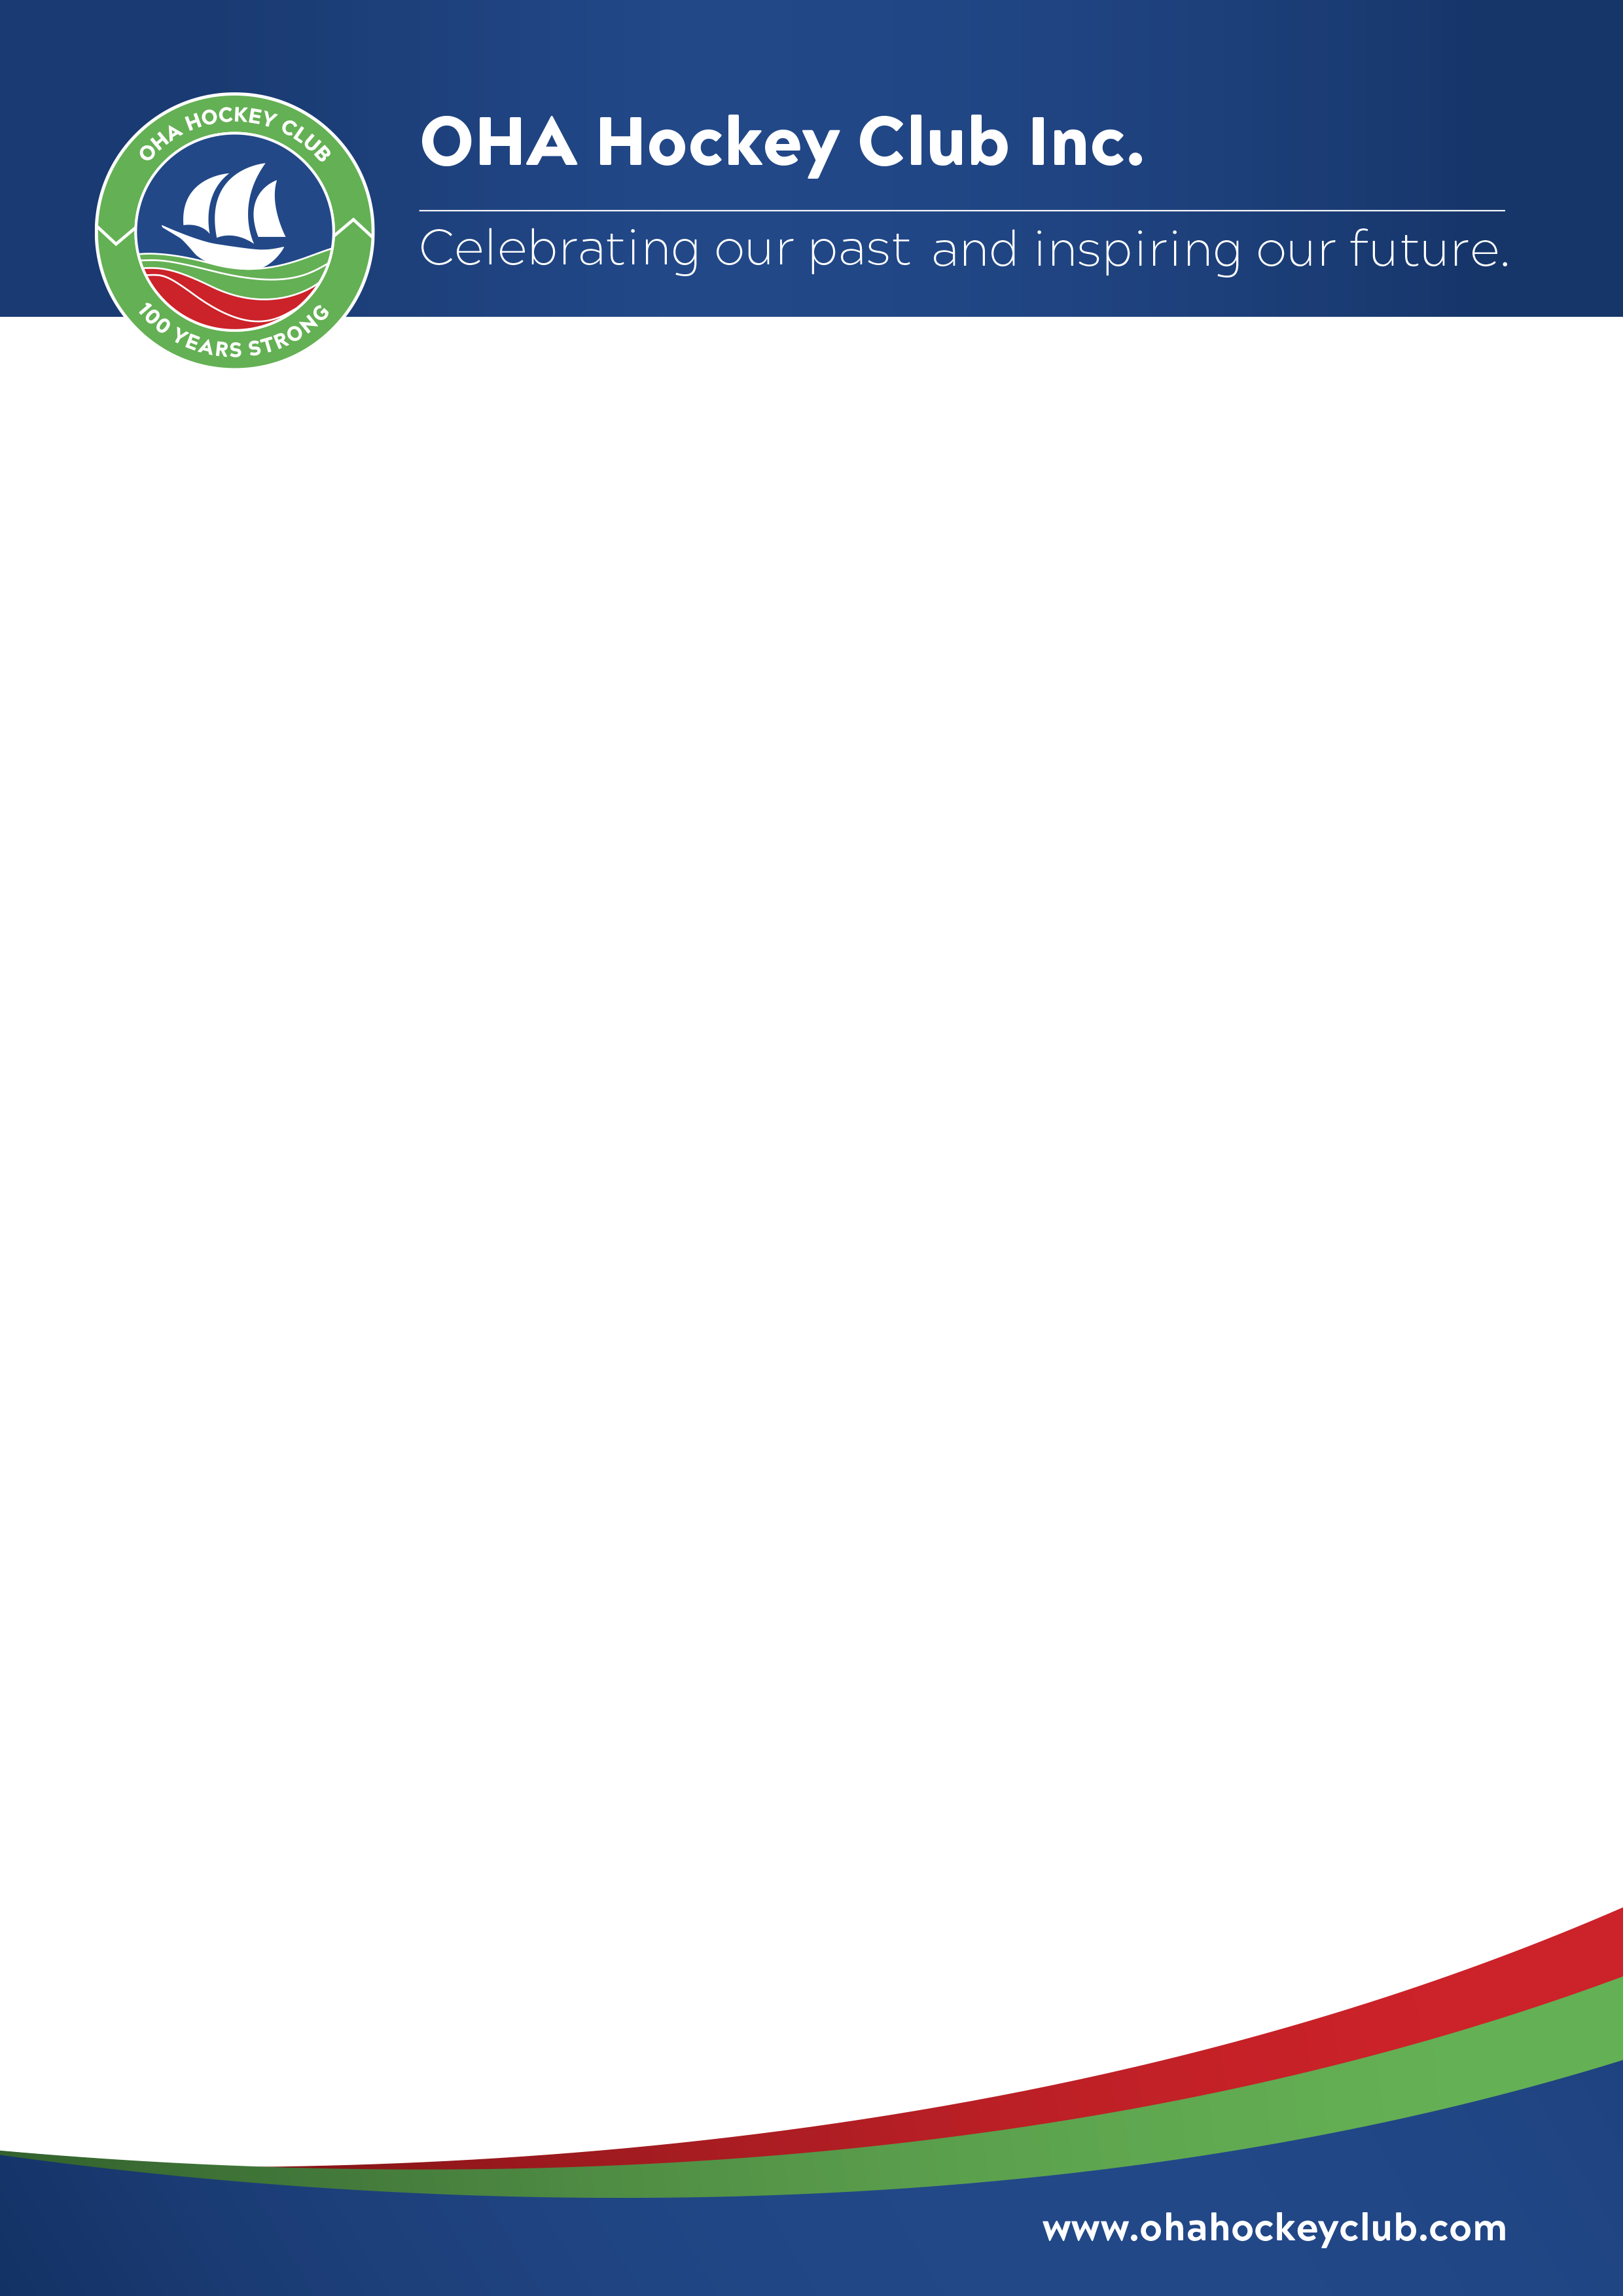 OHA HOCKEY CLUB
100 YEARS STRONG
OHA Hockey Club Inc.
Celebrating our past and inspiring our future.
www.ohahockeyclub.com